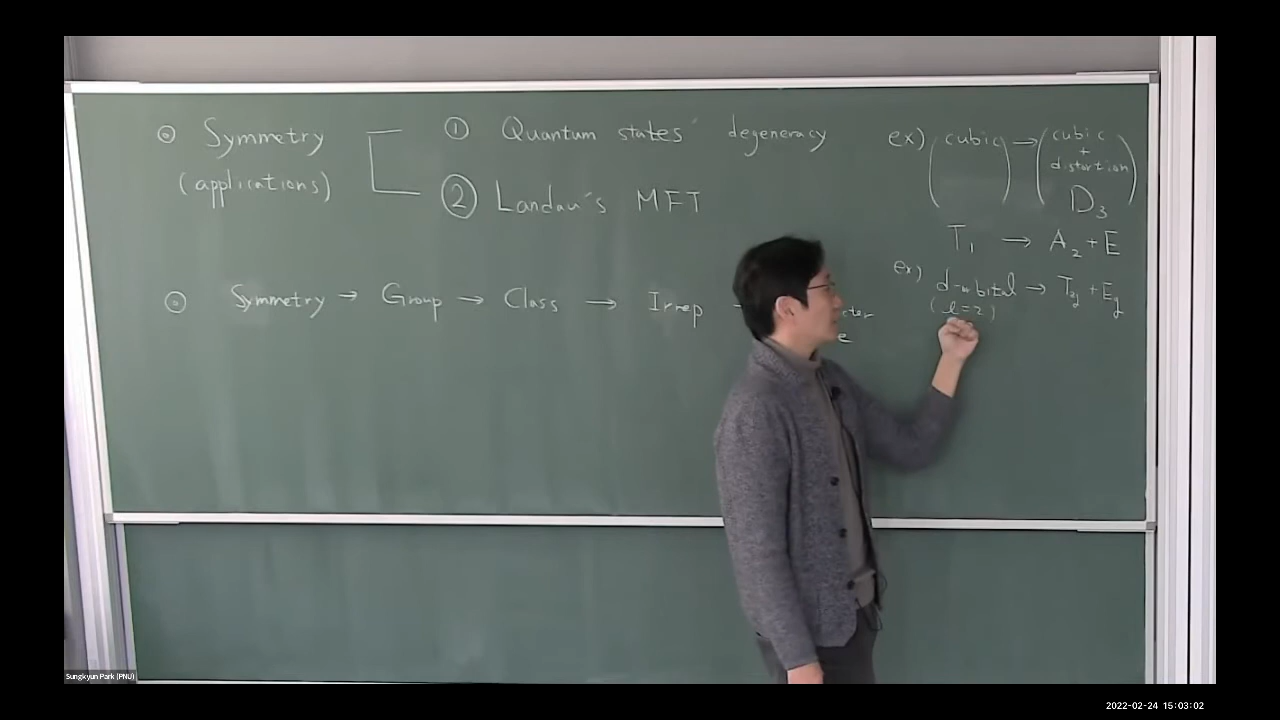 ⊙ Symmetry
(applications)
① Quantum states' degeneracy
② Landau's MFT
⊙ Symmetry → Group → Class → Irrep
ex) (cubic) → (cubic
+
distortion
D₃)
T₁ → A₂ + E
ex) d-orbital → T₂g + Eg
(l=2)
Sungkyun Park (PNU)
2022-02-24 15:03:02